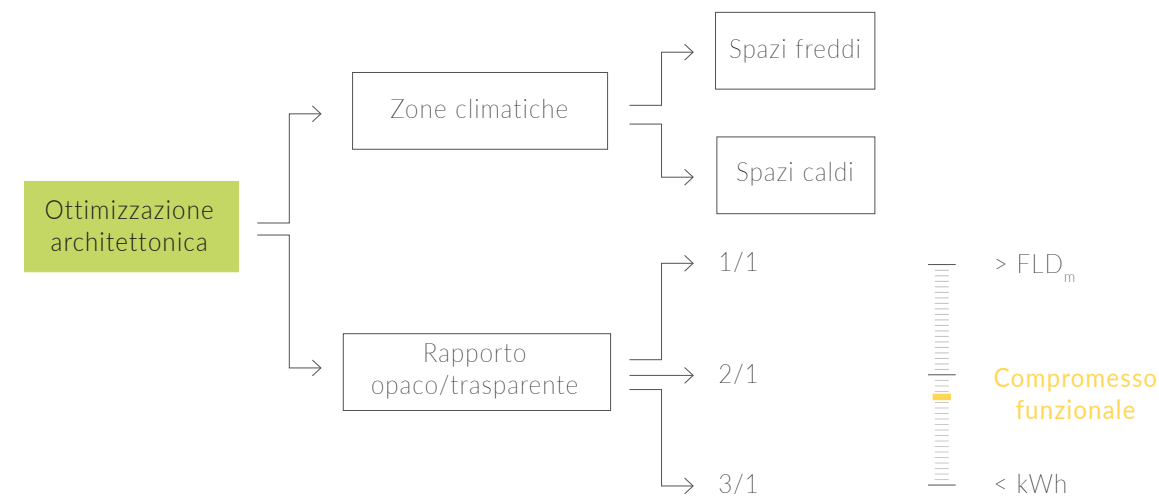 Ottimizzazione
architettonica
Zone climatiche
Spazi freddi
Spazi caldi
Rapporto
opaco/trasparente
1/1
2/1
3/1
> FLDm
Compromesso
funzionale
< kWh